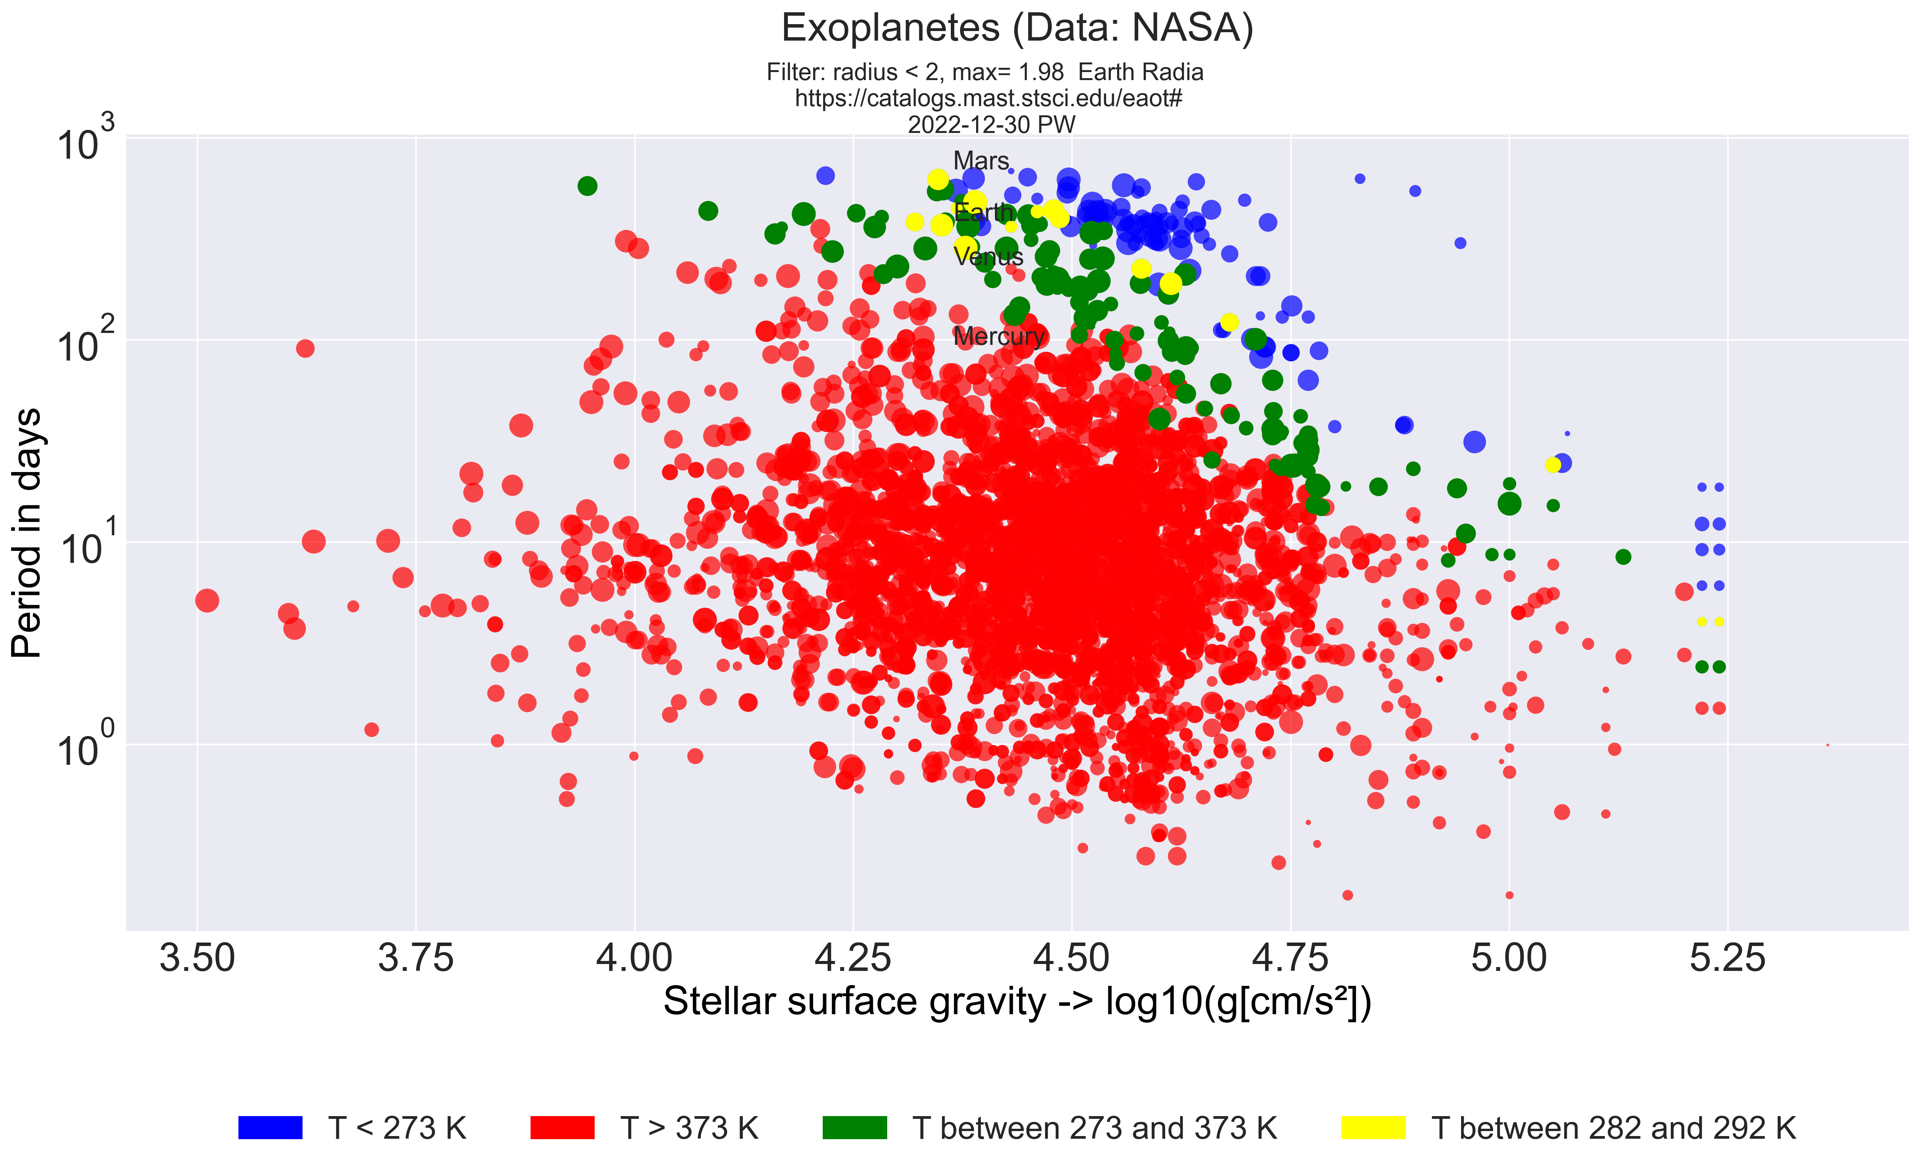 Exoplanetes (Data: NASA)
Filter: radius < 2, max= 1.98  Earth Radia
https://catalogs.mast.stsci.edu/eaot#
2022-12-30 PW
10³
10²
10¹
10⁰
Period in days
Mars
Earth
Venus
Mercury
3.50 3.75 4.00 4.25 4.50 4.75 5.00 5.25
Stellar surface gravity -> log10(g[cm/s²])
T < 273 K T > 373 K T between 273 and 373 K T between 282 and 292 K